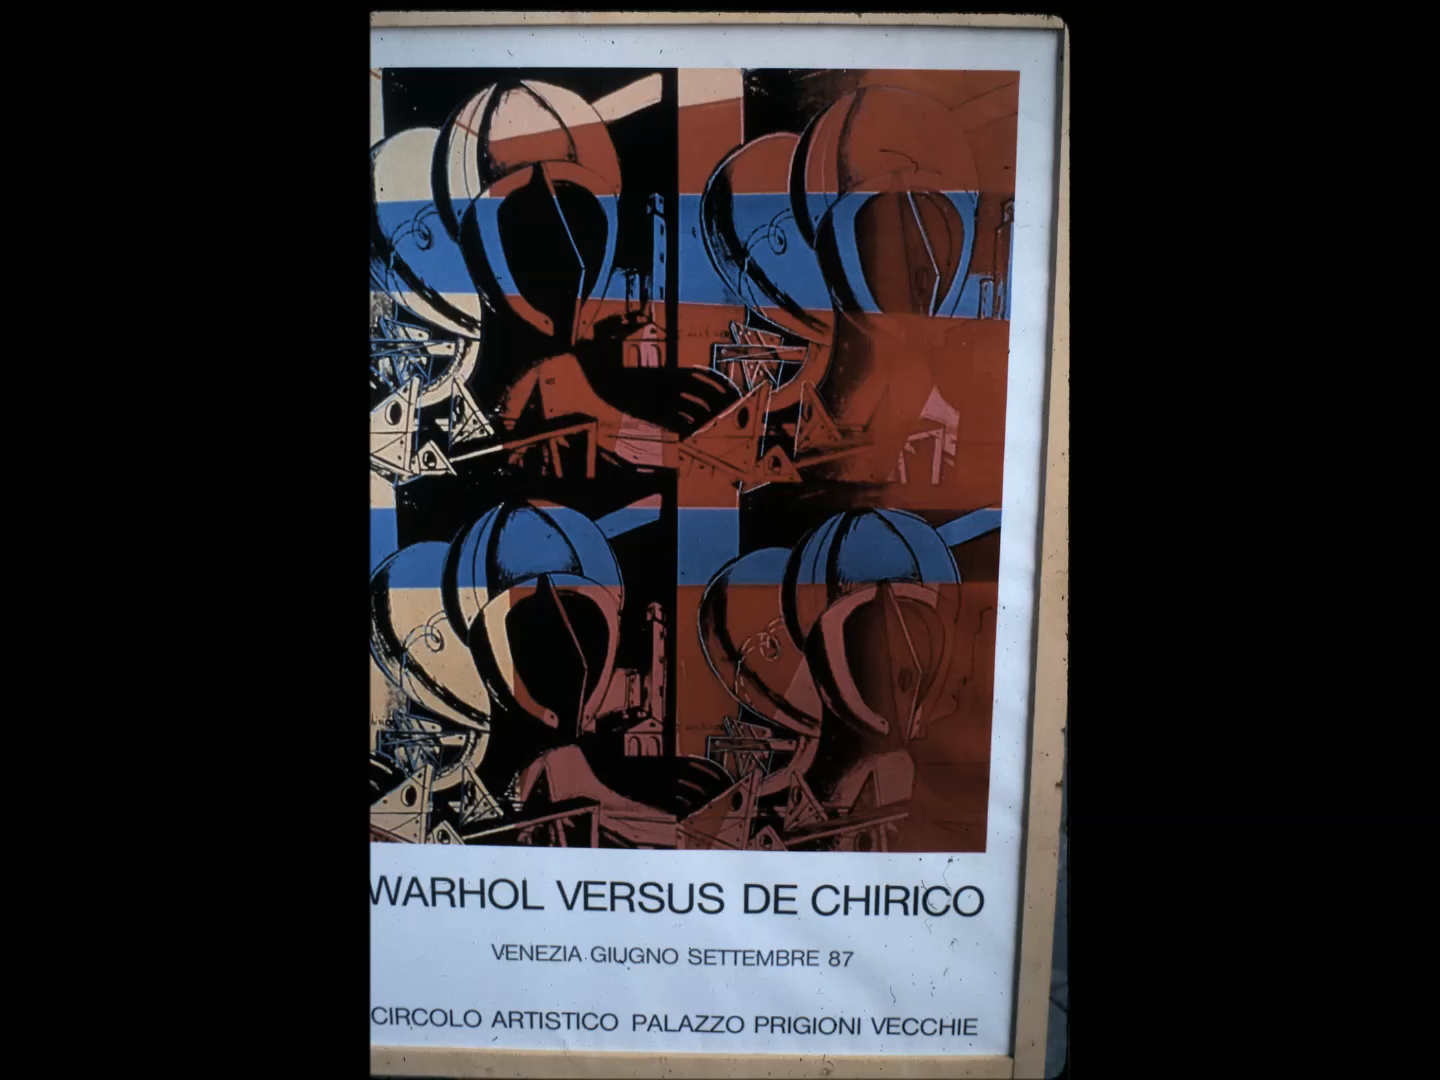 WARHOL VERSUS DE CHIRICO
VENEZIA GIUGNO SETTEMBRE 87
CIRCOLO ARTISTICO PALAZZO PRIGIONI VECCHIE